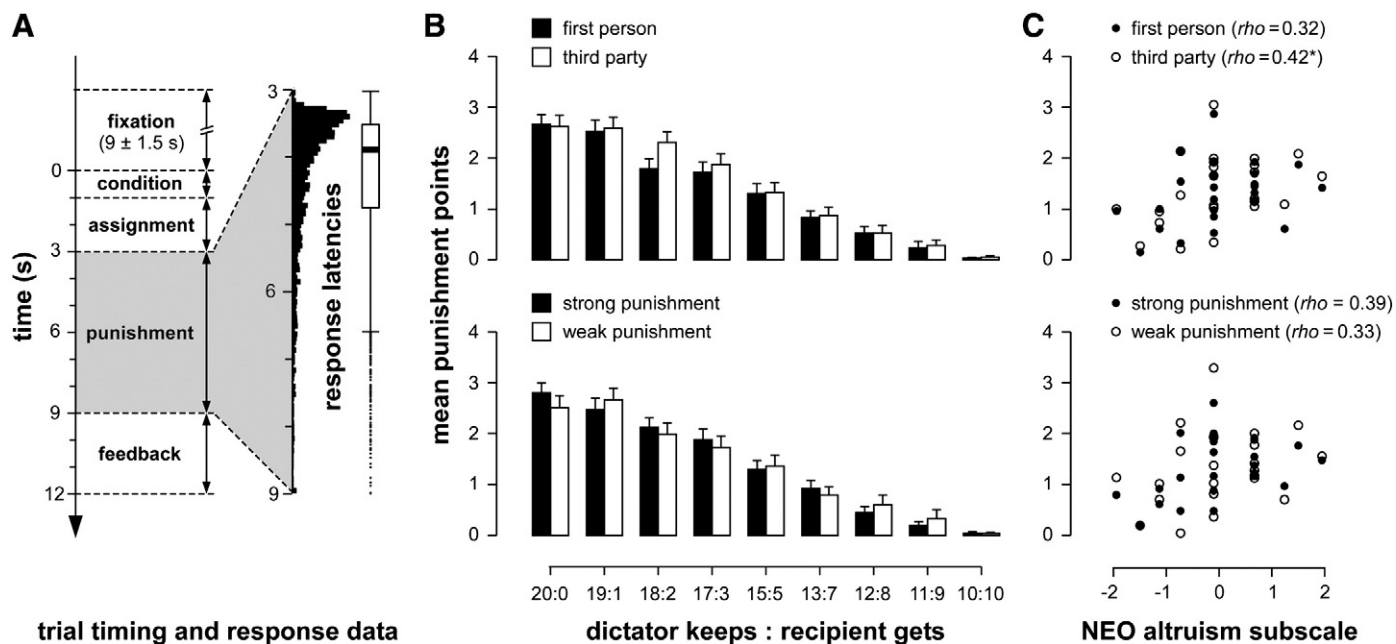 A
time (s)
0
3
6
9
12
fixation
(9 ± 1.5 s)
condition
assignment
punishment
feedback
3
6
9
response latencies
trial timing and response data
B
first person
third party
mean punishment points
4
3
2
1
0
strong punishment
weak punishment
4
3
2
1
0
20:0 19:1 18:2 17:3 15:5 13:7 12:8 11:9 10:10
dictator keeps : recipient gets
C
first person (rho = 0.32)
third party (rho = 0.42*)
4
3
2
1
0
strong punishment (rho = 0.39)
weak punishment (rho = 0.33)
4
3
2
1
0
-2 -1 0 1 2
NEO altruism subscale